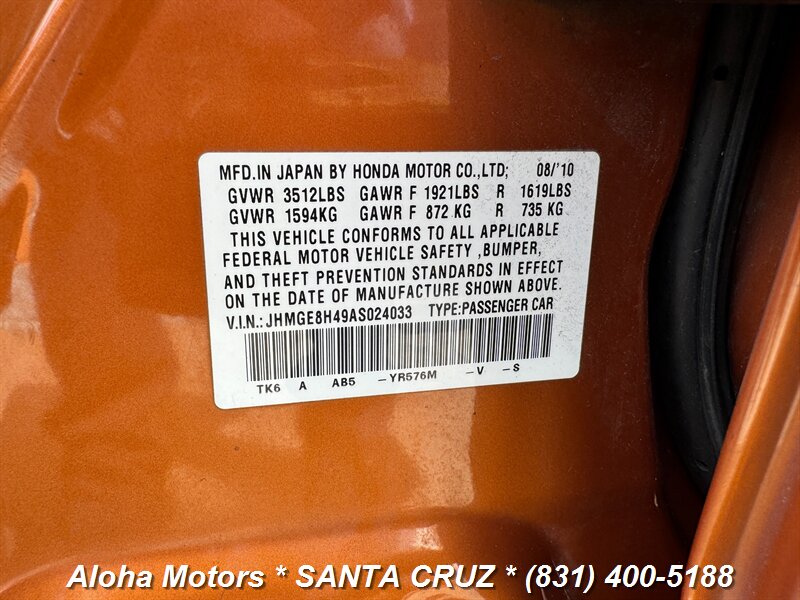 MFD.IN JAPAN BY HONDA MOTOR CO.,LTD; 08/'10
GVWR 3512LBS GAWR F 1921LBS R 1619LBS
GVWR 1594KG GAWR F 872 KG R 735 KG
THIS VEHICLE CONFORMS TO ALL APPLICABLE
FEDERAL MOTOR VEHICLE SAFETY ,BUMPER,
AND THEFT PREVENTION STANDARDS IN EFFECT
ON THE DATE OF MANUFACTURE SHOWN ABOVE.
V.I.N.:JHMGE8H49AS024033 TYPE:PASSENGER CAR
TK6 A AB5 -YR576M -V -S
Aloha Motors * SANTA CRUZ * (831) 400-5188